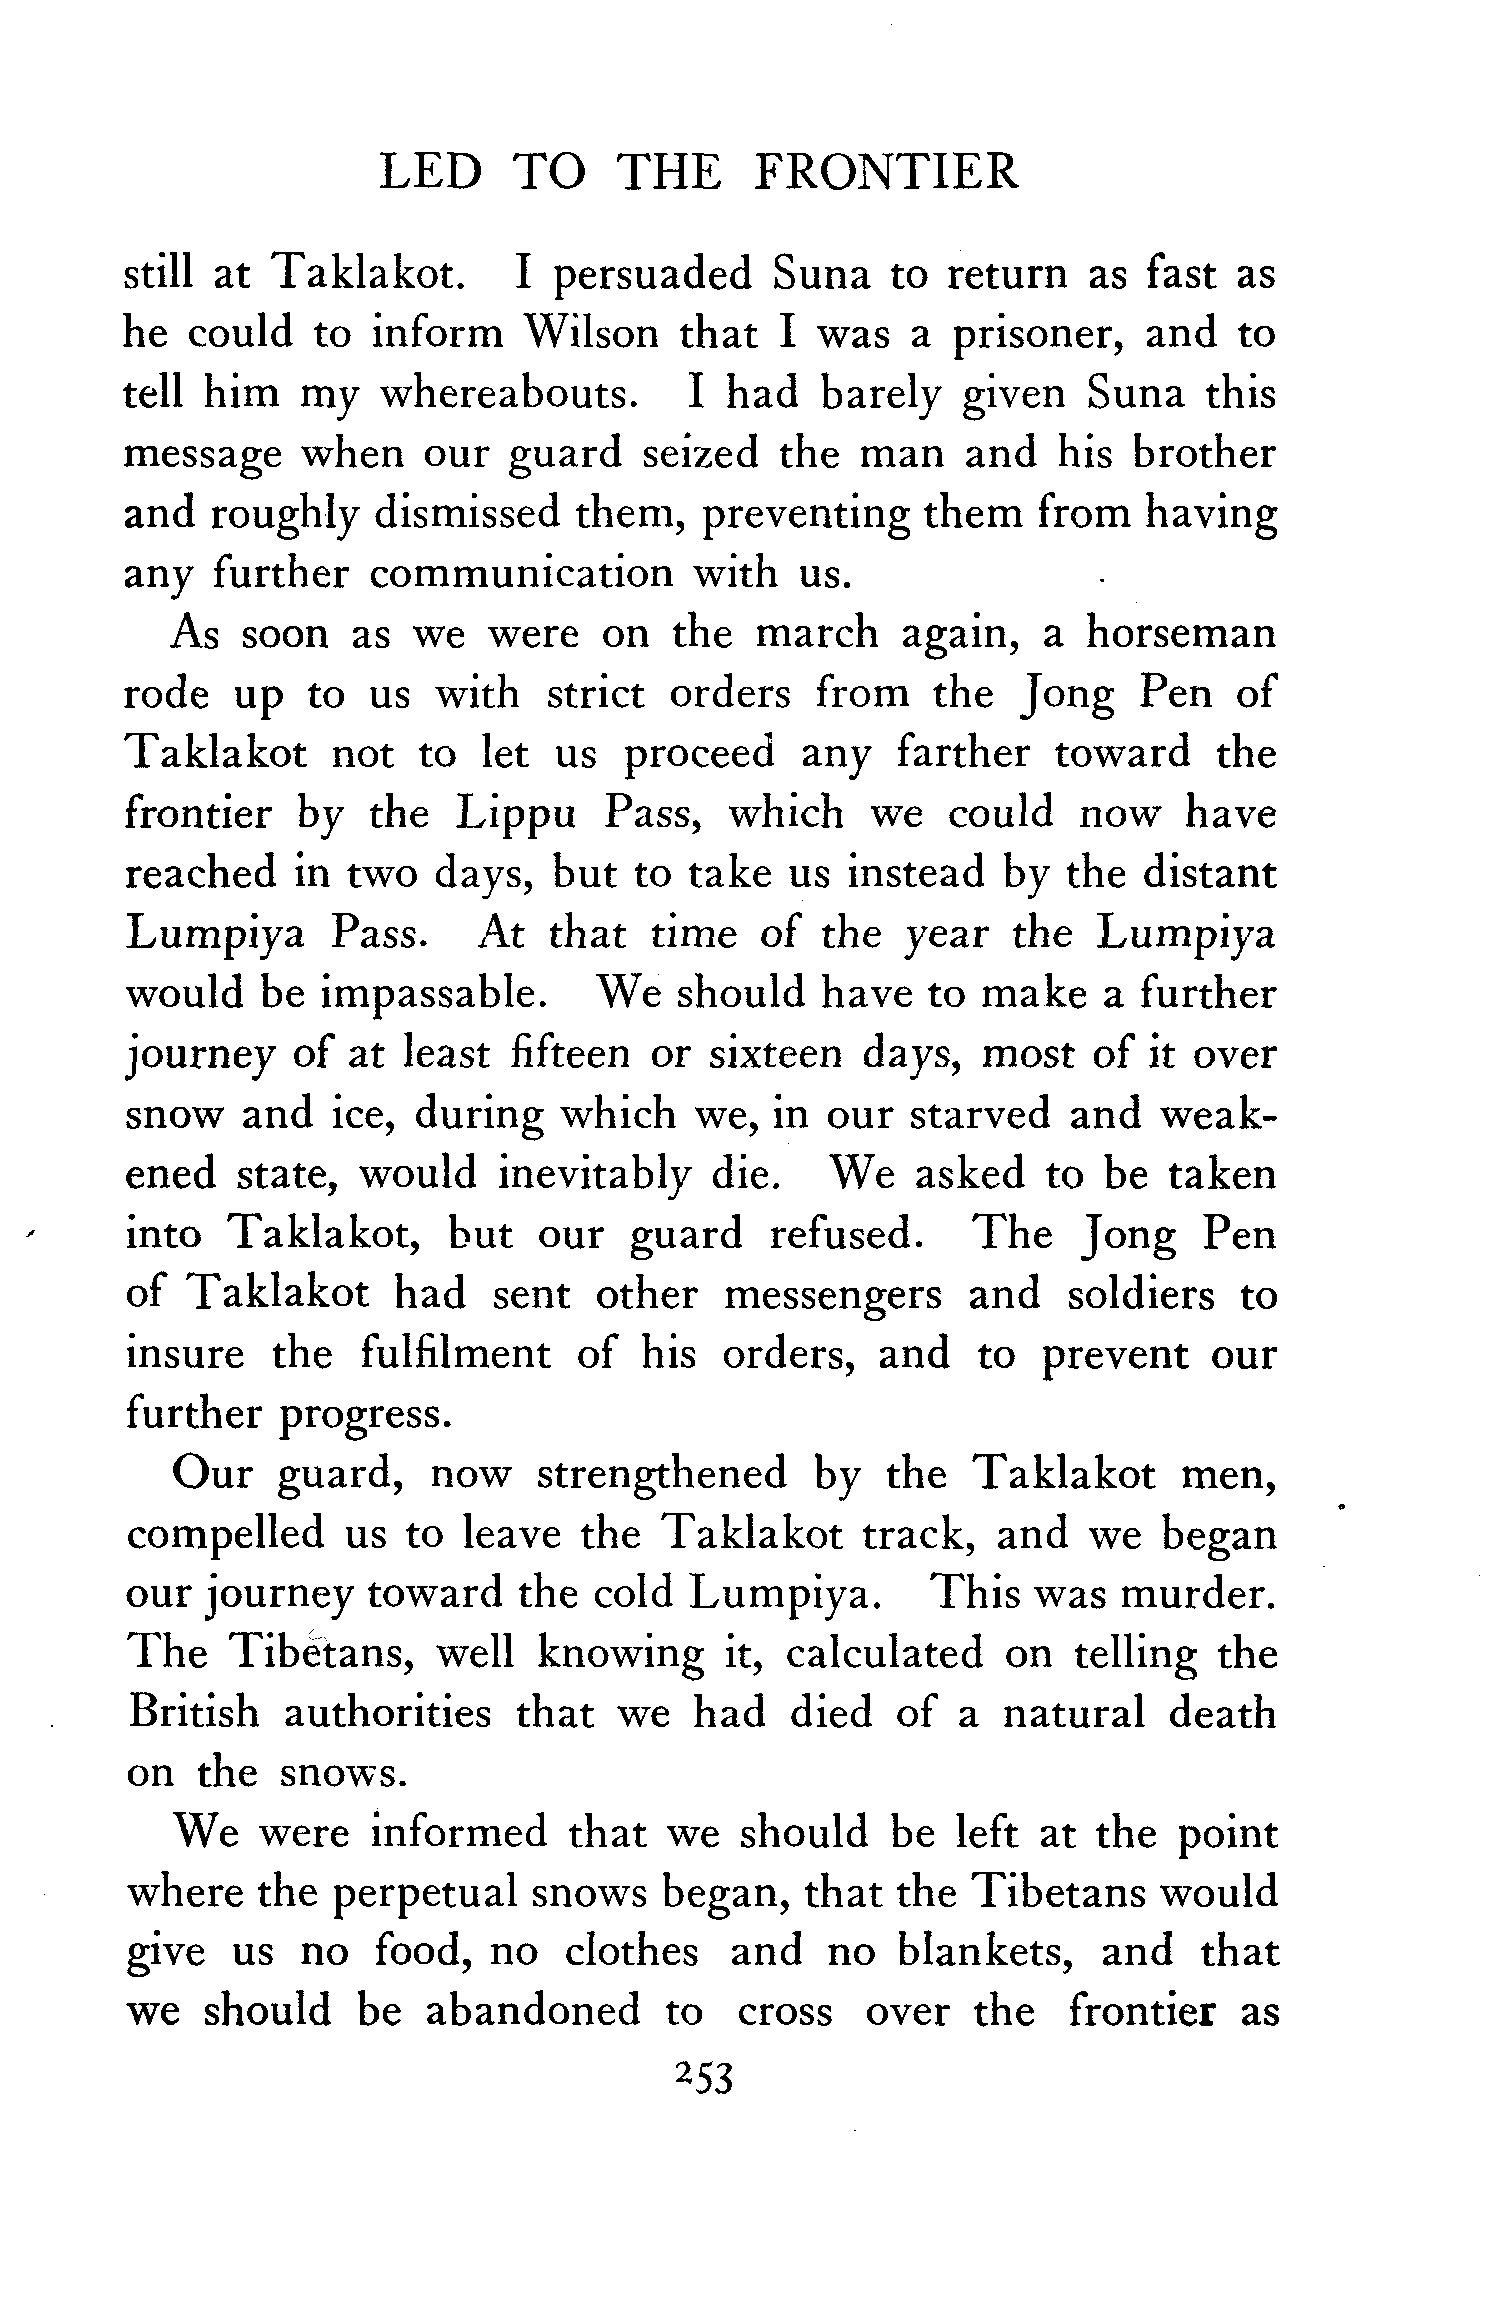 LED TO THE FRONTIER
still at Taklakot. I persuaded Suna to return as fast as
he could to inform Wilson that I was a prisoner, and to
tell him my whereabouts. I had barely given Suna this
message when our guard seized the man and his brother
and roughly dismissed them, preventing them from having
any further communication with us.
As soon as we were on the march again, a horseman
rode up to us with strict orders from the Jong Pen of
Taklakot not to let us proceed any farther toward the
frontier by the Lippu Pass, which we could now have
reached in two days, but to take us instead by the distant
Lumpiya Pass. At that time of the year the Lumpiya
would be impassable. We should have to make a further
journey of at least fifteen or sixteen days, most of it over
snow and ice, during which we, in our starved and weak-
ened state, would inevitably die. We asked to be taken
into Taklakot, but our guard refused. The Jong Pen
of Taklakot had sent other messengers and soldiers to
insure the fulfilment of his orders, and to prevent our
further progress.
Our guard, now strengthened by the Taklakot men,
compelled us to leave the Taklakot track, and we began
our journey toward the cold Lumpiya. This was murder.
The Tibetans, well knowing it, calculated on telling the
British authorities that we had died of a natural death
on the snows.
We were informed that we should be left at the point
where the perpetual snows began, that the Tibetans would
give us no food, no clothes and no blankets, and that
we should be abandoned to cross over the frontier as
253